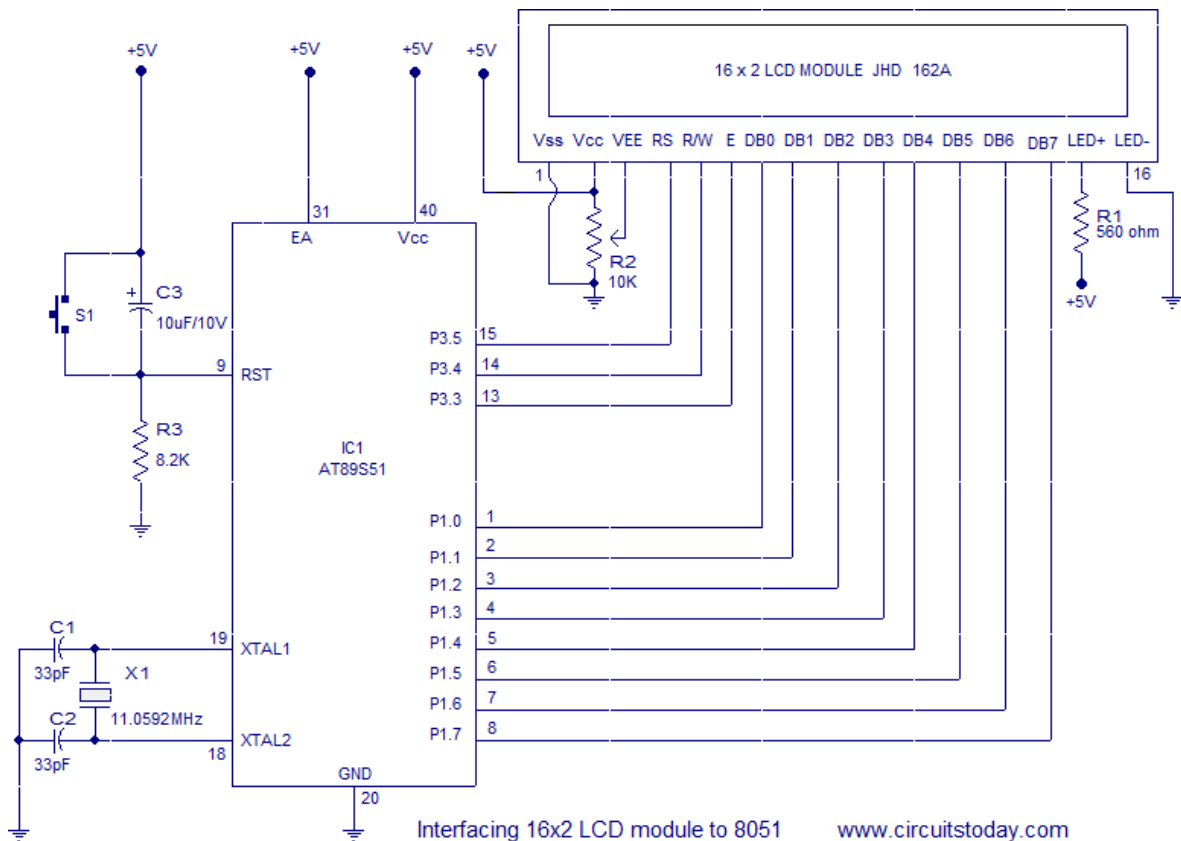 +5V
+5V
+5V
+5V
16 x 2 LCD MODULE JHD 162A
Vss Vcc VEE RS R/W E DB0 DB1 DB2 DB3 DB4 DB5 DB6 DB7 LED+ LED-
1
16
31
40
EA
Vcc
R1
560 ohm
R2
10K
+5V
C3
+
10uF/10V
S1
9
RST
P3.5
15
P3.4
14
P3.3
13
R3
8.2K
IC1
AT89S51
P1.0
1
P1.1
2
P1.2
3
P1.3
4
P1.4
5
P1.5
6
P1.6
7
P1.7
8
C1
33pF
19
XTAL1
X1
11.0592MHz
C2
33pF
18
XTAL2
GND
20
Interfacing 16x2 LCD module to 8051
www.circuitstoday.com